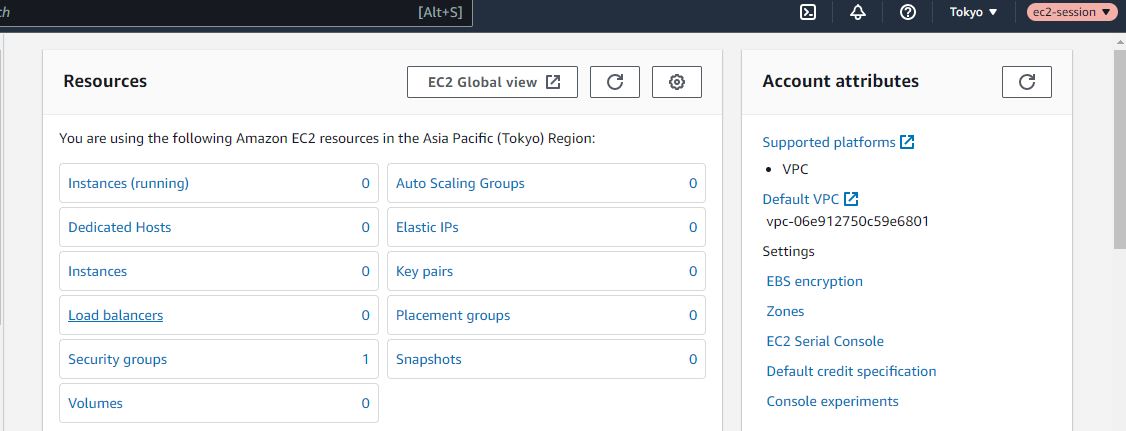 ch [Alt+S] Tokyo ▼ ec2-session ▼
Resources
EC2 Global view
You are using the following Amazon EC2 resources in the Asia Pacific (Tokyo) Region:
Instances (running) 0
Auto Scaling Groups 0
Dedicated Hosts 0
Elastic IPs 0
Instances 0
Key pairs 0
Load balancers 0
Placement groups 0
Security groups 1
Snapshots 0
Volumes 0
Account attributes
Supported platforms
• VPC
Default VPC
vpc-06e912750c59e6801
Settings
EBS encryption
Zones
EC2 Serial Console
Default credit specification
Console experiments